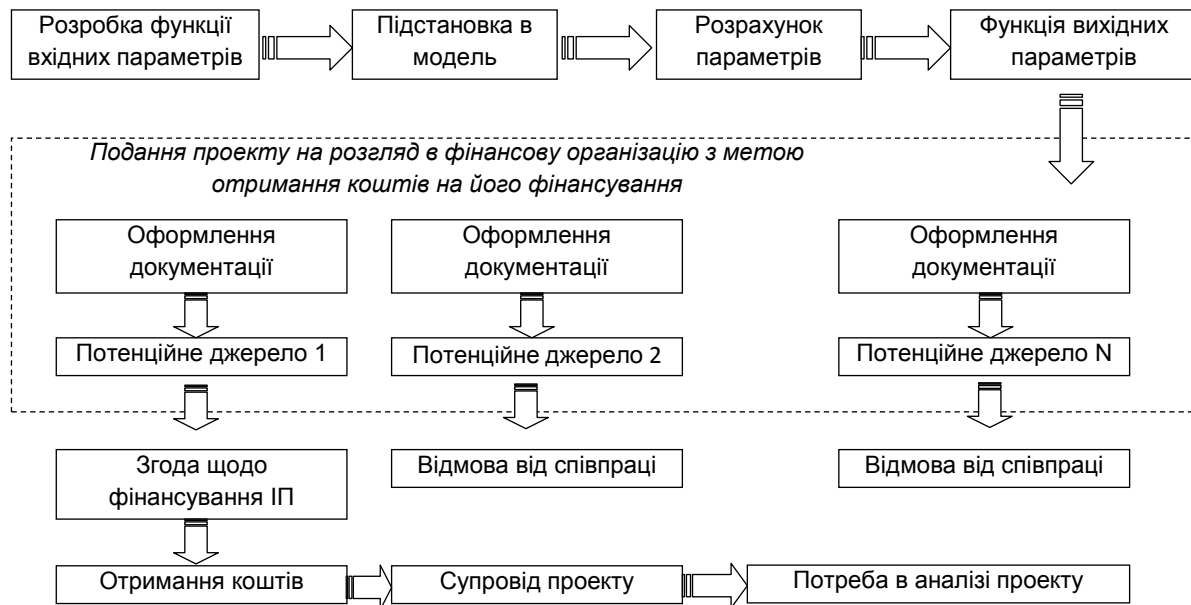 Розробка функції
вхідних параметрів
Підстановка в
модель
Розрахунок
параметрів
Функція вихідних
параметрів
Подання проекту на розгляд в фінансову організацію з метою
отримання коштів на його фінансування
Оформлення
документації
Оформлення
документації
Оформлення
документації
Потенційне джерело 1
Потенційне джерело 2
Потенційне джерело N
Згода щодо
фінансування ІП
Відмова від співпраці
Відмова від співпраці
Отримання коштів
Супровід проекту
Потреба в аналізі проекту